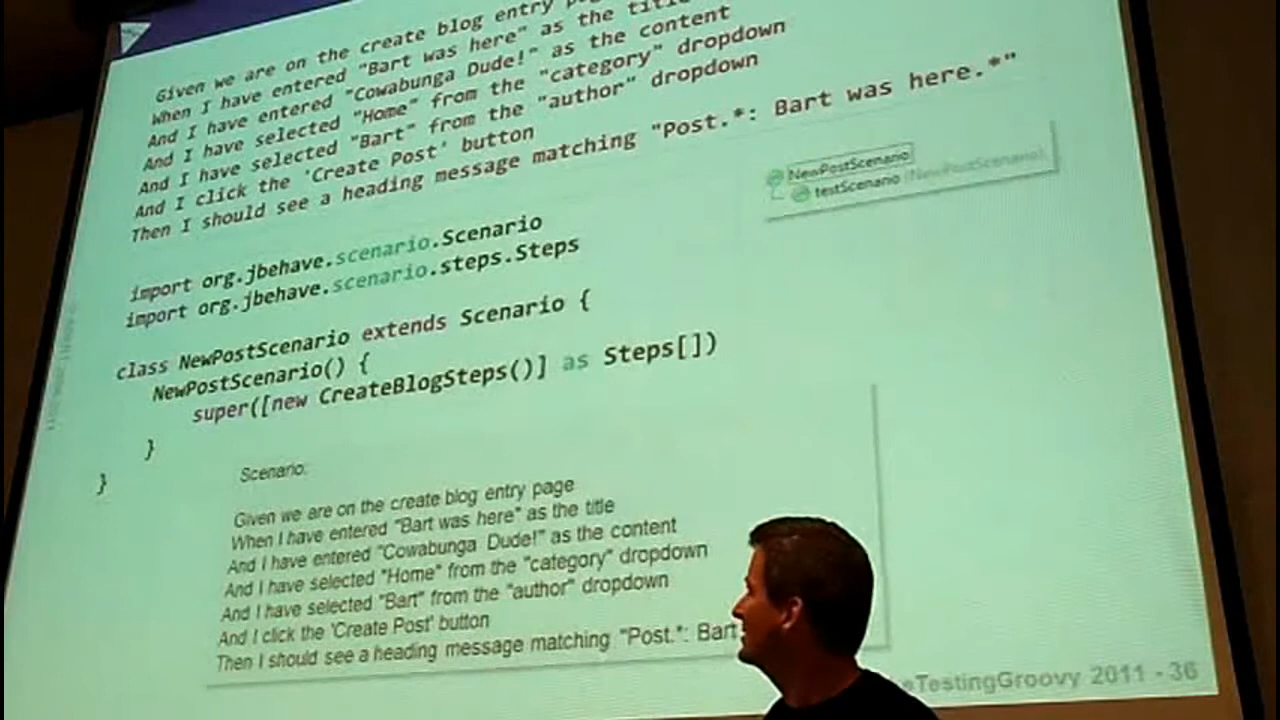 Given we are on the create blog entry
When I have entered "Bart was here" as the
And I have entered "Cowabunga Dude!" as the content
And I have selected "Home" from the "category" dropdown
And I have selected "Bart" from the "author" dropdown
And I click the 'Create Post' button
Then I should see a heading message matching "Post.*: Bart was here.*"
NewPostScenario
testScenario (NewPostScenario)
import org.jbehave.scenario.Scenario
import org.jbehave.scenario.steps.Steps
class NewPostScenario extends Scenario {
NewPostScenario() {
super([new CreateBlogSteps()] as Steps[])
}
}
Scenario:
Given we are on the create blog entry page
When I have entered "Bart was here" as the title
And I have entered "Cowabunga Dude!" as the content
And I have selected "Home" from the "category" dropdown
And I have selected "Bart" from the "author" dropdown
And I click the 'Create Post' button
Then I should see a heading message matching "Post.*: Bart
eTestingGroovy 2011 - 36